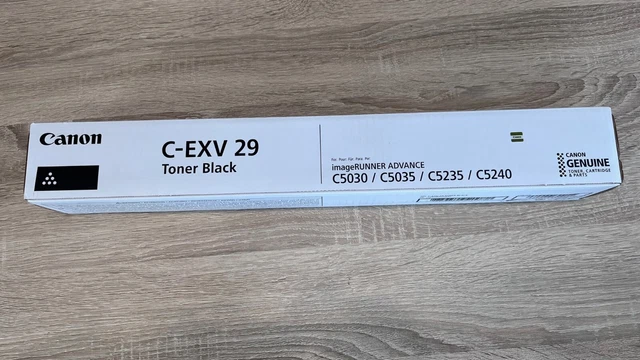 Canon
C-EXV 29
Toner Black
imageRUNNER ADVANCE
C5030 / C5035 / C5235 / C5240
CANON
GENUINE
TONER, CARTRIDGE
& PARTS